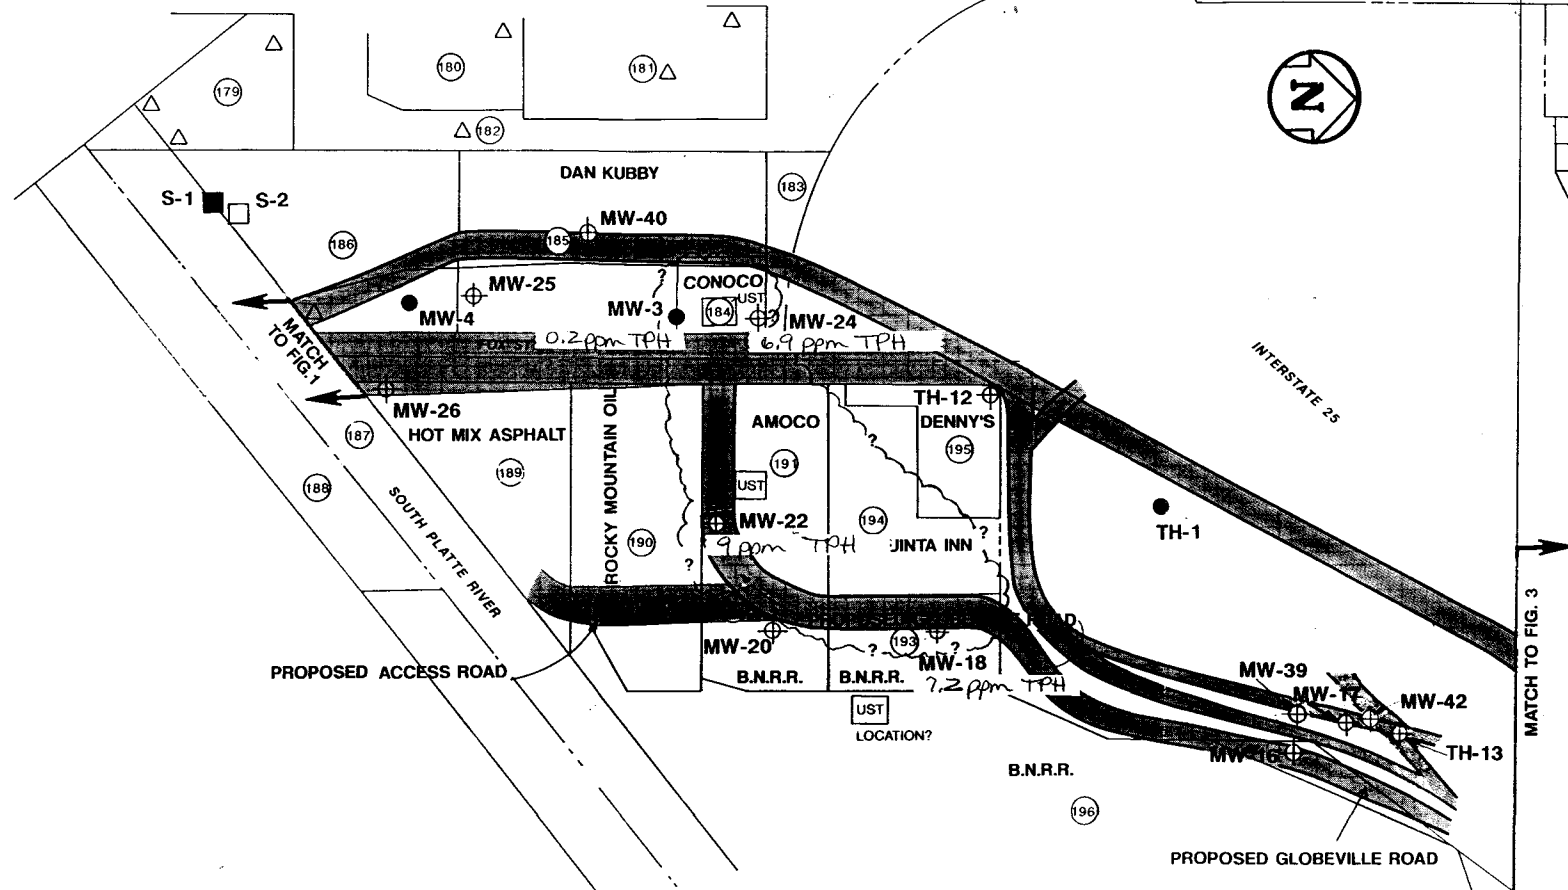 180
181
179
182
N
DAN KUBBY
183
S-1
S-2
MW-40
186
185
MW-25
CONOCO
MW-3
UST
184
MW-4
MW-24
MATCH
TO FIG.1
FOX ST
0.2 ppm TPH
6.9 ppm TPH
INTERSTATE 25
MW-26
TH-12
187
HOT MIX ASPHALT
ROCKY MOUNTAIN OIL
AMOCO
DENNY'S
?
195
189
191
188
UST
SOUTH PLATTE RIVER
194
MW-22
TH-1
190
9 ppm TPH
UINTA INN
?
?
MATCH TO FIG. 3
ROAD
193
MW-20
?
?
MW-18
PROPOSED ACCESS ROAD
B.N.R.R.
B.N.R.R.
7.2 ppm TPH
MW-39
MW-17
MW-42
UST
LOCATION?
MW-16
TH-13
B.N.R.R.
196
PROPOSED GLOBEVILLE ROAD